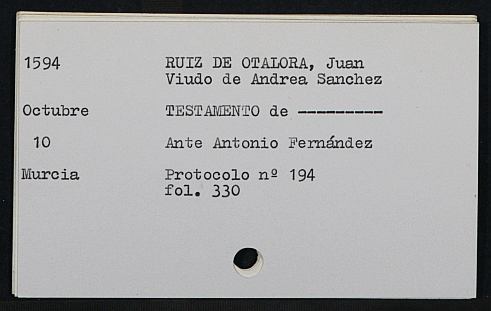 1594 RUIZ DE OTALORA, Juan
Viudo de Andrea Sanchez
Octubre TESTAMENTO de ---------
10 Ante Antonio Fernández
Murcia Protocolo nº 194
fol. 330